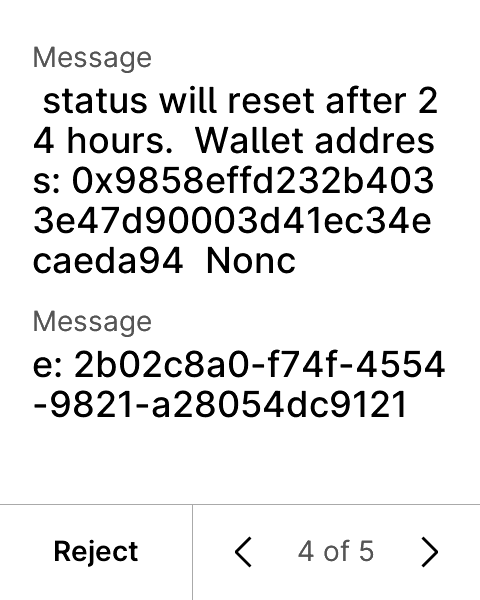 Message
status will reset after 2
4 hours.  Wallet addres
s: 0x9858effd232b403
3e47d90003d41ec34e
caeda94  Nonc
Message
e: 2b02c8a0-f74f-4554
-9821-a28054dc9121
Reject
4 of 5